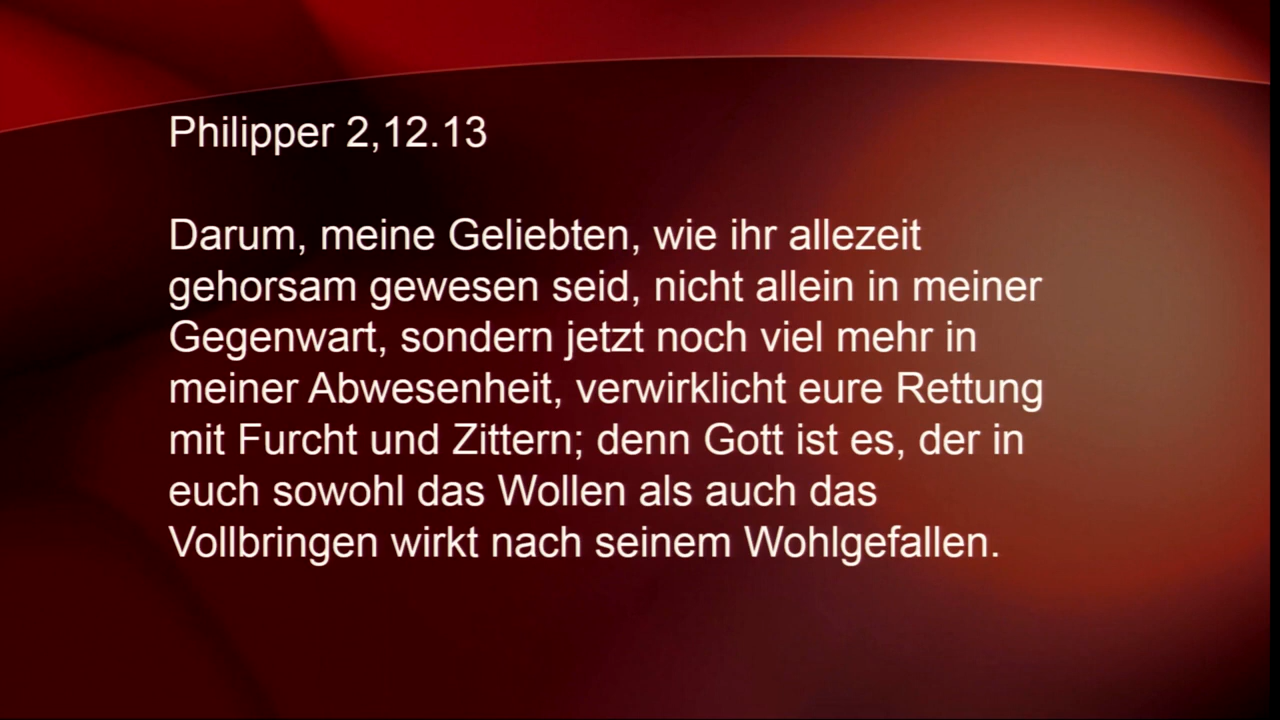 Philipper 2,12.13
Darum, meine Geliebten, wie ihr allezeit
gehorsam gewesen seid, nicht allein in meiner
Gegenwart, sondern jetzt noch viel mehr in
meiner Abwesenheit, verwirklicht eure Rettung
mit Furcht und Zittern; denn Gott ist es, der in
euch sowohl das Wollen als auch das
Vollbringen wirkt nach seinem Wohlgefallen.